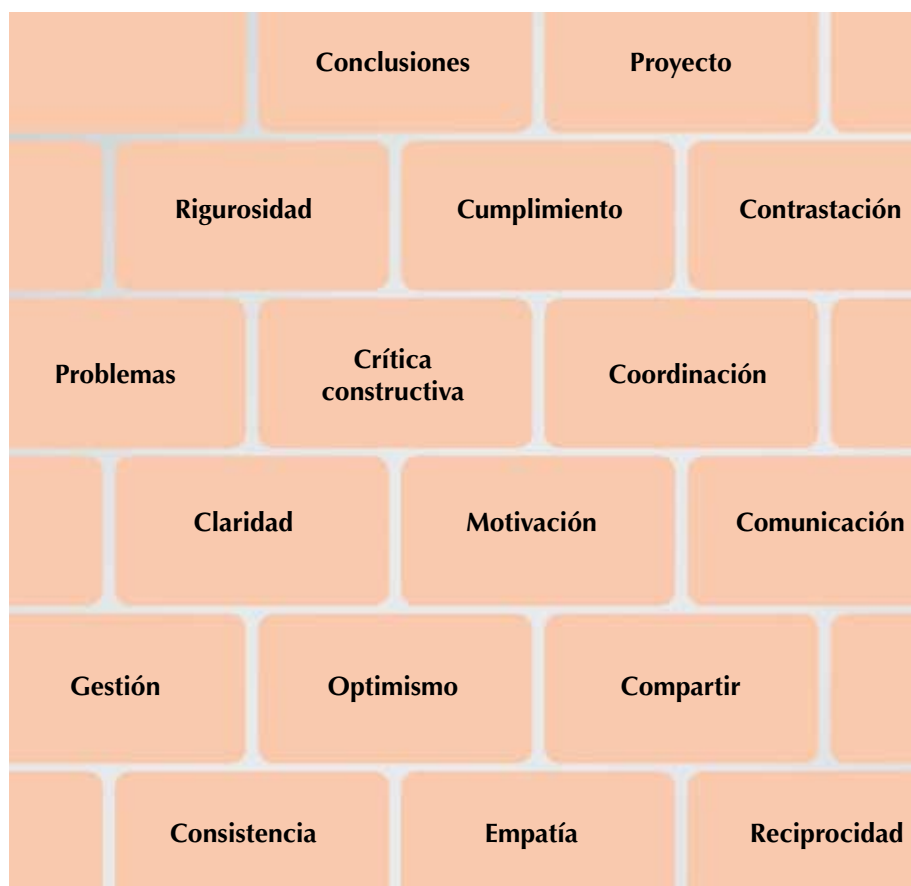 Conclusiones Proyecto
Rigurosidad Cumplimiento Contrastación
Problemas Crítica constructiva Coordinación
Claridad Motivación Comunicación
Gestión Optimismo Compartir
Consistencia Empatía Reciprocidad